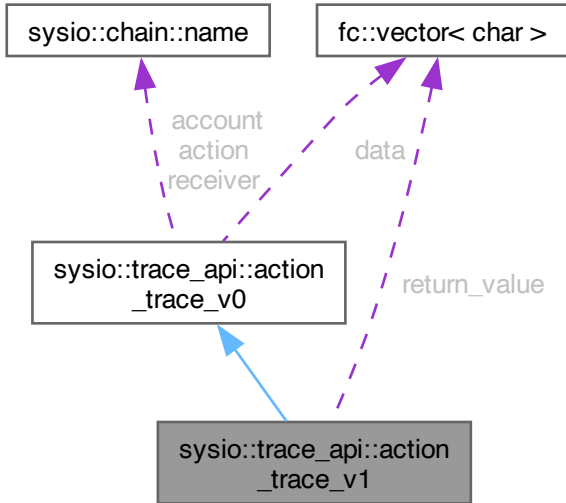 sysio::chain::name
fc::vector< char >
account
action
receiver
data
sysio::trace_api::action
_trace_v0
return_value
sysio::trace_api::action
_trace_v1